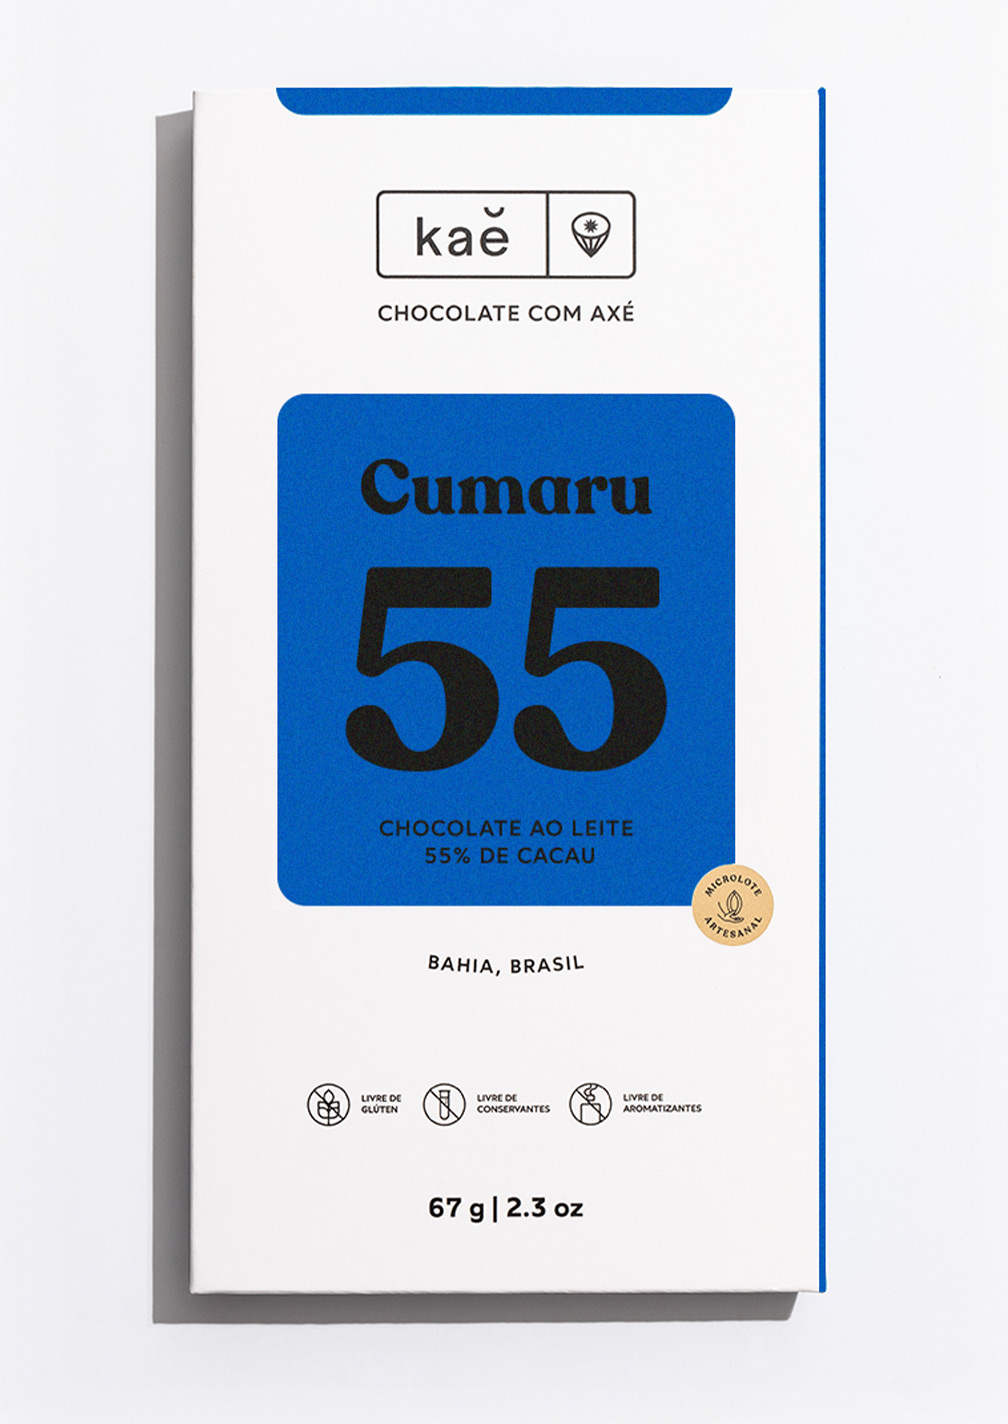 kaĕ
CHOCOLATE COM AXÉ
Cumaru
55
CHOCOLATE AO LEITE
55% DE CACAU
MICROLOTE
ARTESANAL
BAHIA, BRASIL
LIVRE DE
GLÚTEN
LIVRE DE
CONSERVANTES
LIVRE DE
AROMATIZANTES
67 g | 2.3 oz